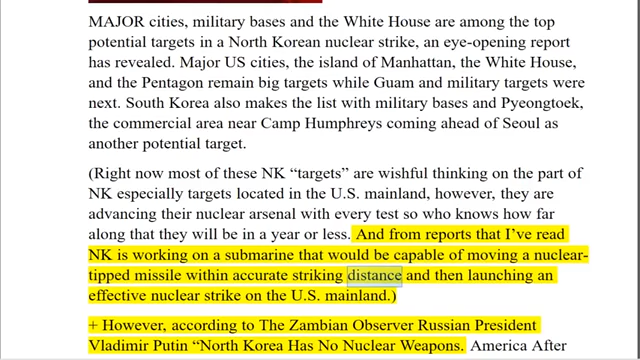 MAJOR cities, military bases and the White House are among the top
potential targets in a North Korean nuclear strike, an eye-opening report
has revealed. Major US cities, the island of Manhattan, the White House,
and the Pentagon remain big targets while Guam and military targets were
next. South Korea also makes the list with military bases and Pyeongtoek,
the commercial area near Camp Humphreys coming ahead of Seoul as
another potential target.
(Right now most of these NK “targets” are wishful thinking on the part of
NK especially targets located in the U.S. mainland, however, they are
advancing their nuclear arsenal with every test so who knows how far
along that they will be in a year or less. And from reports that I’ve read
NK is working on a submarine that would be capable of moving a nuclear-
tipped missile within accurate striking distance and then launching an
effective nuclear strike on the U.S. mainland.)
+ However, according to The Zambian Observer Russian President
Vladimir Putin “North Korea Has No Nuclear Weapons. America After